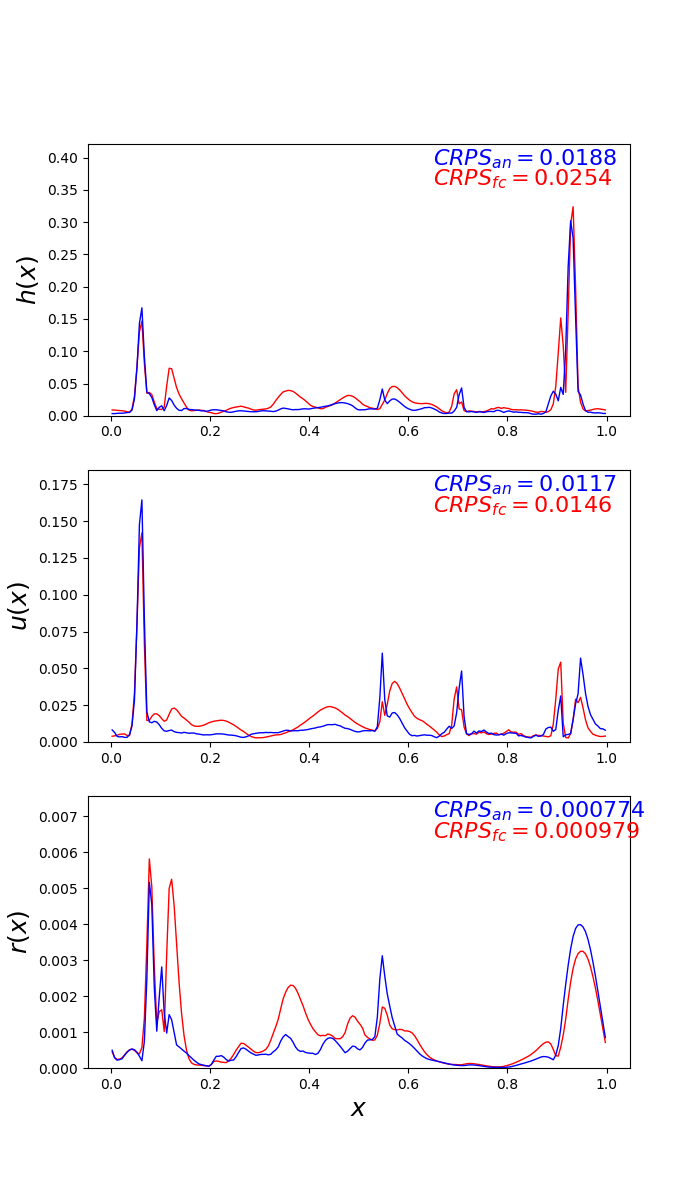 CRPS_an = 0.0188
CRPS_fc = 0.0254
0.40
0.35
0.30
0.25
0.20
0.15
0.10
0.05
0.00
h(x)
0.0 0.2 0.4 0.6 0.8 1.0
CRPS_an = 0.0117
CRPS_fc = 0.0146
0.175
0.150
0.125
0.100
0.075
0.050
0.025
0.000
u(x)
0.0 0.2 0.4 0.6 0.8 1.0
CRPS_an = 0.000774
CRPS_fc = 0.000979
0.007
0.006
0.005
0.004
0.003
0.002
0.001
0.000
r(x)
0.0 0.2 0.4 0.6 0.8 1.0
x